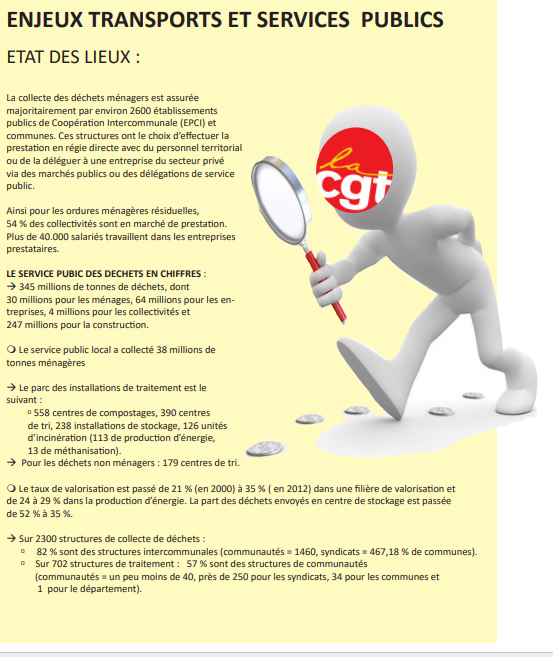 ENJEUX TRANSPORTS ET SERVICES PUBLICS
ETAT DES LIEUX :
La collecte des déchets ménagers est assurée
majoritairement par environ 2600 établissements
publics de Coopération Intercommunale (EPCI) et
communes. Ces structures ont le choix d'effectuer la
prestation en régie directe avec du personnel territorial
ou de la déléguer à une entreprise du secteur privé
via des marchés publics ou des délégations de service
public.
la
cgt
Ainsi pour les ordures ménagères résiduelles,
54 % des collectivités sont en marché de prestation.
Plus de 40.000 salariés travaillent dans les entreprises
prestataires.
LE SERVICE PUBIC DES DECHETS EN CHIFFRES :
→ 345 millions de tonnes de déchets, dont
30 millions pour les ménages, 64 millions pour les en-
treprises, 4 millions pour les collectivités et
247 millions pour la construction.
❍ Le service public local a collecté 38 millions de
tonnes ménagères
→ Le parc des installations de traitement est le
suivant :
▫ 558 centres de compostages, 390 centres
de tri, 238 installations de stockage, 126 unités
d'incinération (113 de production d'énergie,
13 de méthanisation).
→ Pour les déchets non ménagers : 179 centres de tri.
❍ Le taux de valorisation est passé de 21 % (en 2000) à 35 % ( en 2012) dans une filière de valorisation et
de 24 à 29 % dans la production d'énergie. La part des déchets envoyés en centre de stockage est passée
de 52 % à 35 %.
→ Sur 2300 structures de collecte de déchets :
▫ 82 % sont des structures intercommunales (communautés = 1460, syndicats = 467,18 % de communes).
▫ Sur 702 structures de traitement : 57 % sont des structures de communautés
(communautés = un peu moins de 40, près de 250 pour les syndicats, 34 pour les communes et
1 pour le département).